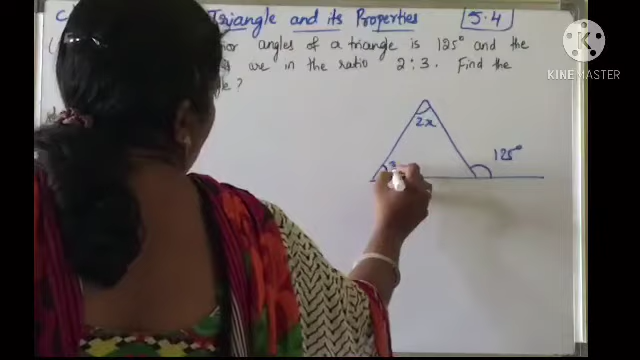 Triangle and its Properties 5.4
angles of a triangle is 125° and the
are in the ratio 2:3. Find the
?
2x
125°
3
KINEMASTER